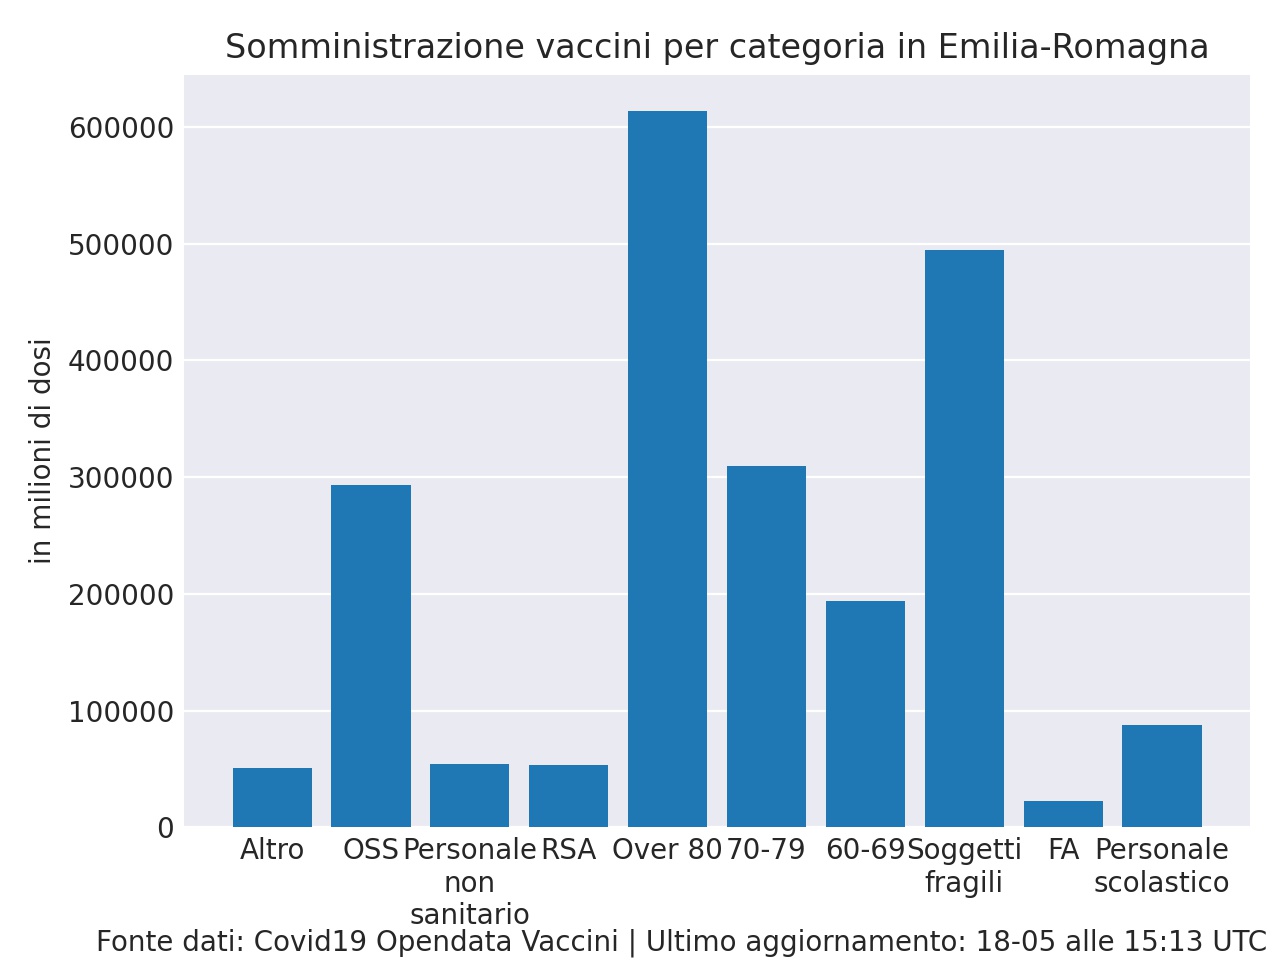 Somministrazione vaccini per categoria in Emilia-Romagna
600000
500000
400000
300000
200000
100000
0
in milioni di dosi
Altro
OSS
Personale
non
sanitario
RSA
Over 80
70-79
60-69
Soggetti
fragili
FA
Personale
scolastico
Fonte dati: Covid19 Opendata Vaccini | Ultimo aggiornamento: 18-05 alle 15:13 UTC